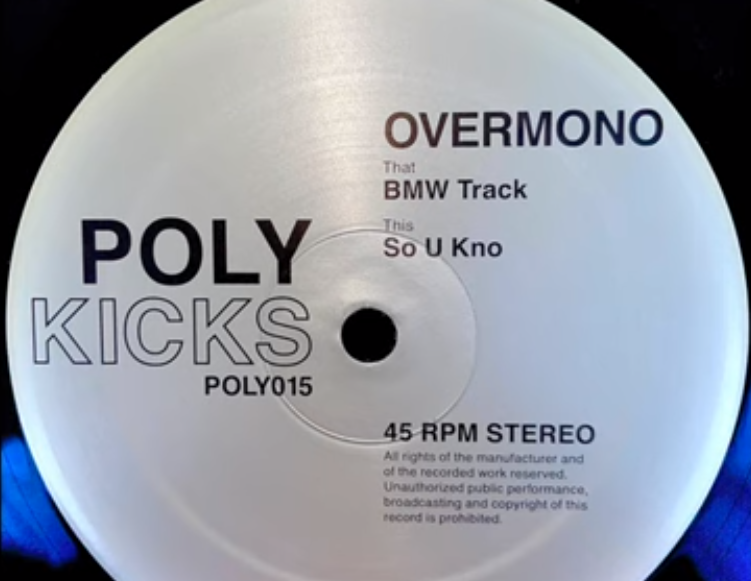 POLY
KICKS
POLY015
OVERMONO
That
BMW Track
This
So U Kno
45 RPM STEREO
All rights of the manufacturer and
of the recorded work reserved.
Unauthorized public performance,
broadcasting and copyright of this
record is prohibited.